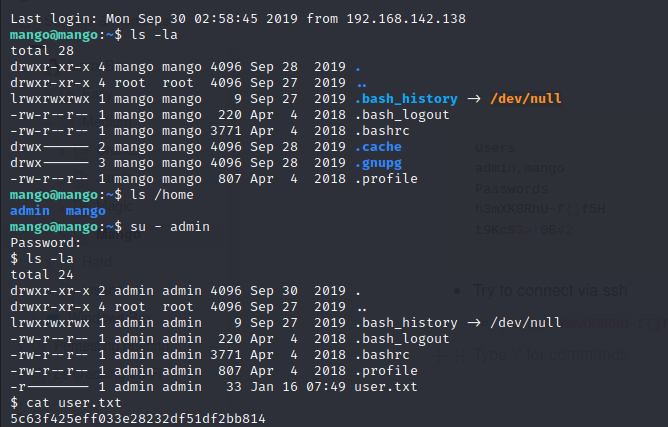 Last login: Mon Sep 30 02:58:45 2019 from 192.168.142.138
mango@mango:~$ ls -la
total 28
drwxr-xr-x 4 mango mango 4096 Sep 28  2019 .
drwxr-xr-x 4 root  root  4096 Sep 27  2019 ..
lrwxrwxrwx 1 mango mango    9 Sep 27  2019 .bash_history -> /dev/null
-rw-r--r-- 1 mango mango  220 Apr  4  2018 .bash_logout
-rw-r--r-- 1 mango mango 3771 Apr  4  2018 .bashrc
drwx------ 2 mango mango 4096 Sep 28  2019 .cache
drwx------ 3 mango mango 4096 Sep 28  2019 .gnupg
-rw-r--r-- 1 mango mango  807 Apr  4  2018 .profile
mango@mango:~$ ls /home
admin  mango
mango@mango:~$ su - admin
Password:
$ ls -la
total 24
drwxr-xr-x 2 admin admin 4096 Sep 30  2019 .
drwxr-xr-x 4 root  root  4096 Sep 27  2019 ..
lrwxrwxrwx 1 admin admin    9 Sep 27  2019 .bash_history -> /dev/null
-rw-r--r-- 1 admin admin  220 Apr  4  2018 .bash_logout
-rw-r--r-- 1 admin admin 3771 Apr  4  2018 .bashrc
-rw-r--r-- 1 admin admin  807 Apr  4  2018 .profile
-r-------- 1 admin admin   33 Jan 16 07:49 user.txt
$ cat user.txt
5c63f425eff033e28232df51df2bb814
Users
admin,mango
Passwords
Try to connect via ssh
for commands